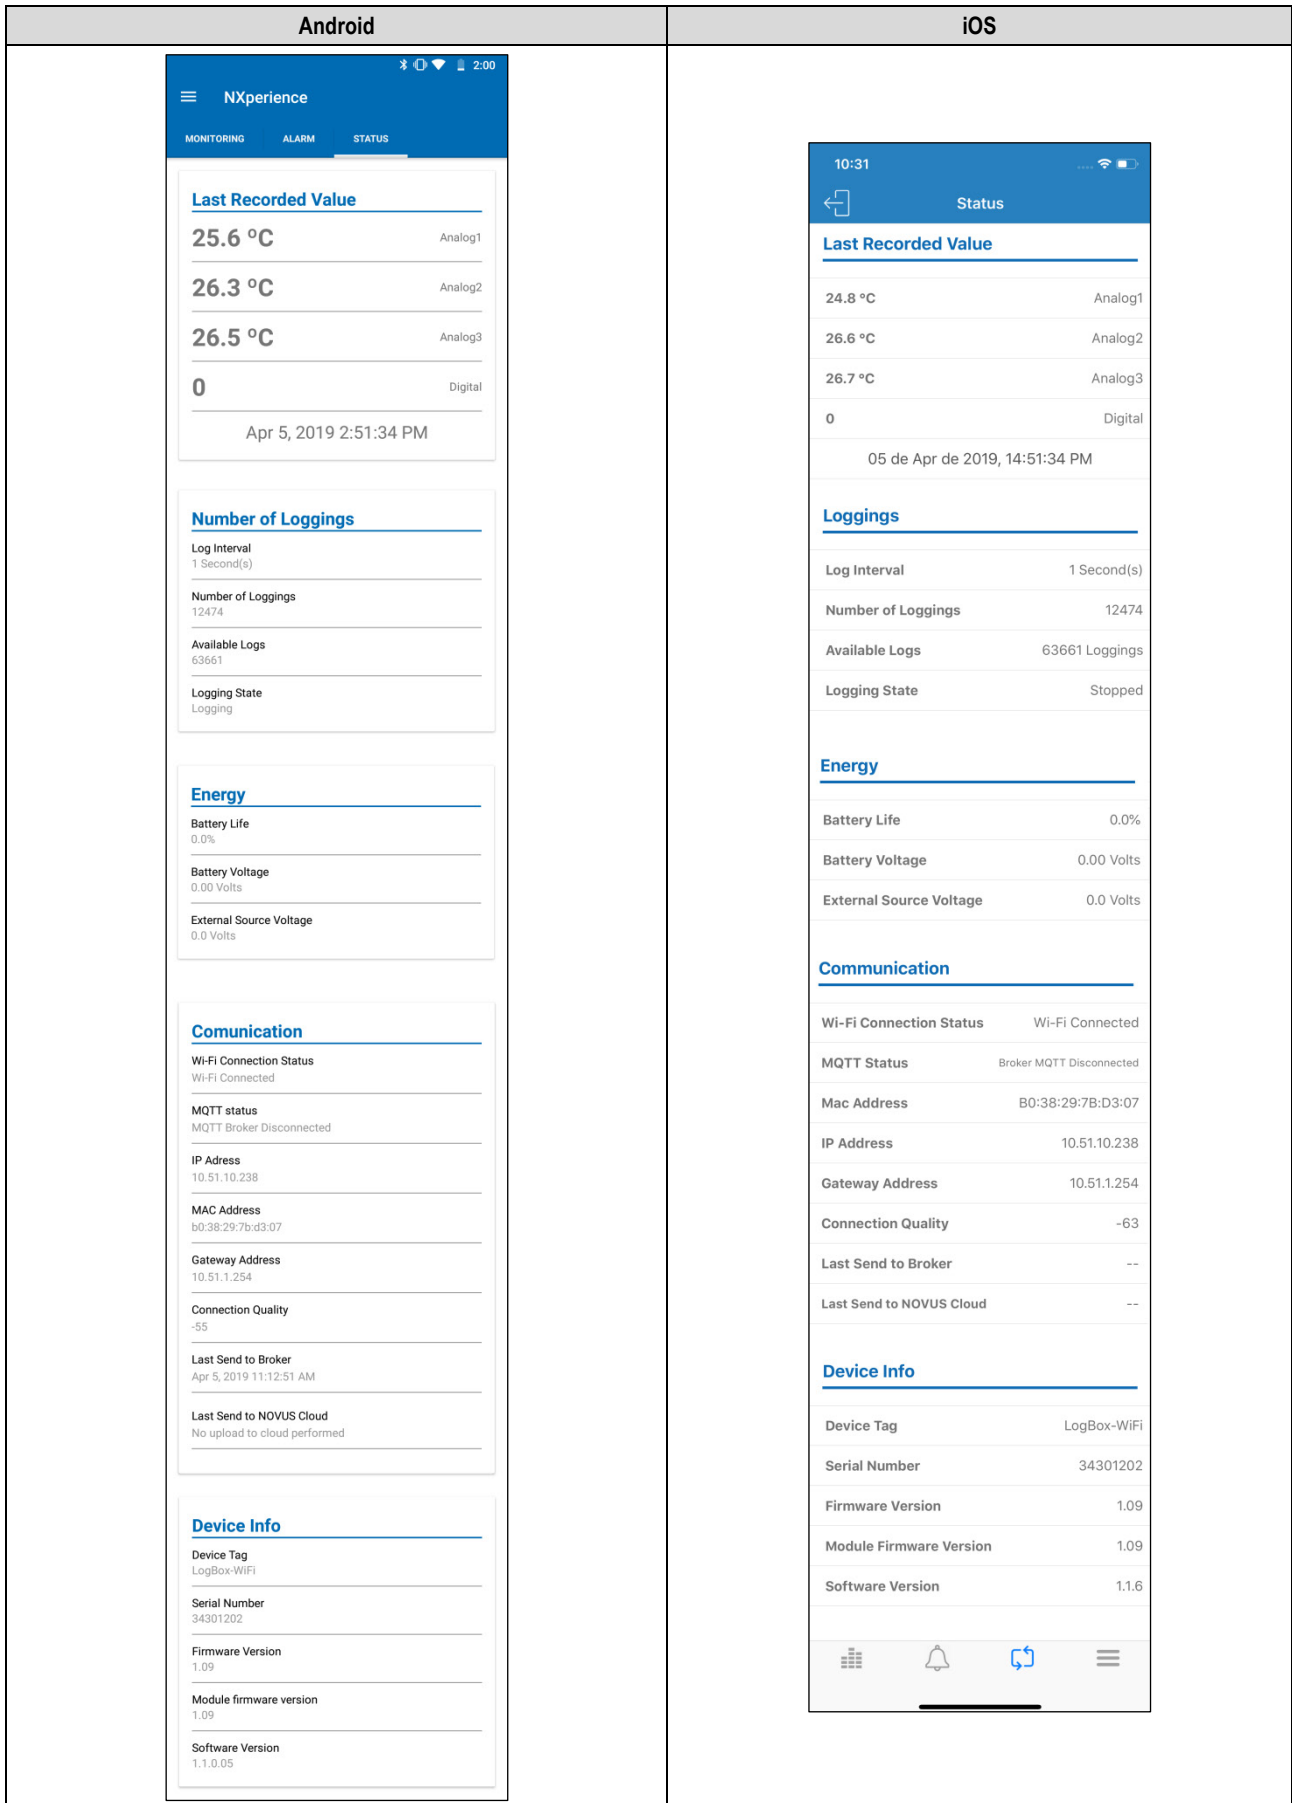 Android
iOS
2:00
NXperience
MONITORING ALARM STATUS
Last Recorded Value
25.6 ºC Analog1
26.3 ºC Analog2
26.5 ºC Analog3
0 Digital
Apr 5, 2019 2:51:34 PM
Number of Loggings
Log Interval
1 Second(s)
Number of Loggings
12474
Available Logs
63661
Logging State
Logging
Energy
Battery Life
0.0%
Battery Voltage
0.00 Volts
External Source Voltage
0.0 Volts
Comunication
Wi-Fi Connection Status
Wi-Fi Connected
MQTT status
MQTT Broker Disconnected
IP Adress
10.51.10.238
MAC Address
b0:38:29:7b:d3:07
Gateway Address
10.51.1.254
Connection Quality
-55
Last Send to Broker
Apr 5, 2019 11:12:51 AM
Last Send to NOVUS Cloud
No upload to cloud performed
Device Info
Device Tag
LogBox-WiFi
Serial Number
34301202
Firmware Version
1.09
Module firmware version
1.09
Software Version
1.1.0.05
10:31
Status
Last Recorded Value
24.8 ºC Analog1
26.6 ºC Analog2
26.7 ºC Analog3
0 Digital
05 de Apr de 2019, 14:51:34 PM
Loggings
Log Interval 1 Second(s)
Number of Loggings 12474
Available Logs 63661 Loggings
Logging State Stopped
Energy
Battery Life 0.0%
Battery Voltage 0.00 Volts
External Source Voltage 0.0 Volts
Communication
Wi-Fi Connection Status Wi-Fi Connected
MQTT Status Broker MQTT Disconnected
Mac Address B0:38:29:7B:D3:07
IP Address 10.51.10.238
Gateway Address 10.51.1.254
Connection Quality -63
Last Send to Broker --
Last Send to NOVUS Cloud --
Device Info
Device Tag LogBox-WiFi
Serial Number 34301202
Firmware Version 1.09
Module Firmware Version 1.09
Software Version 1.1.6